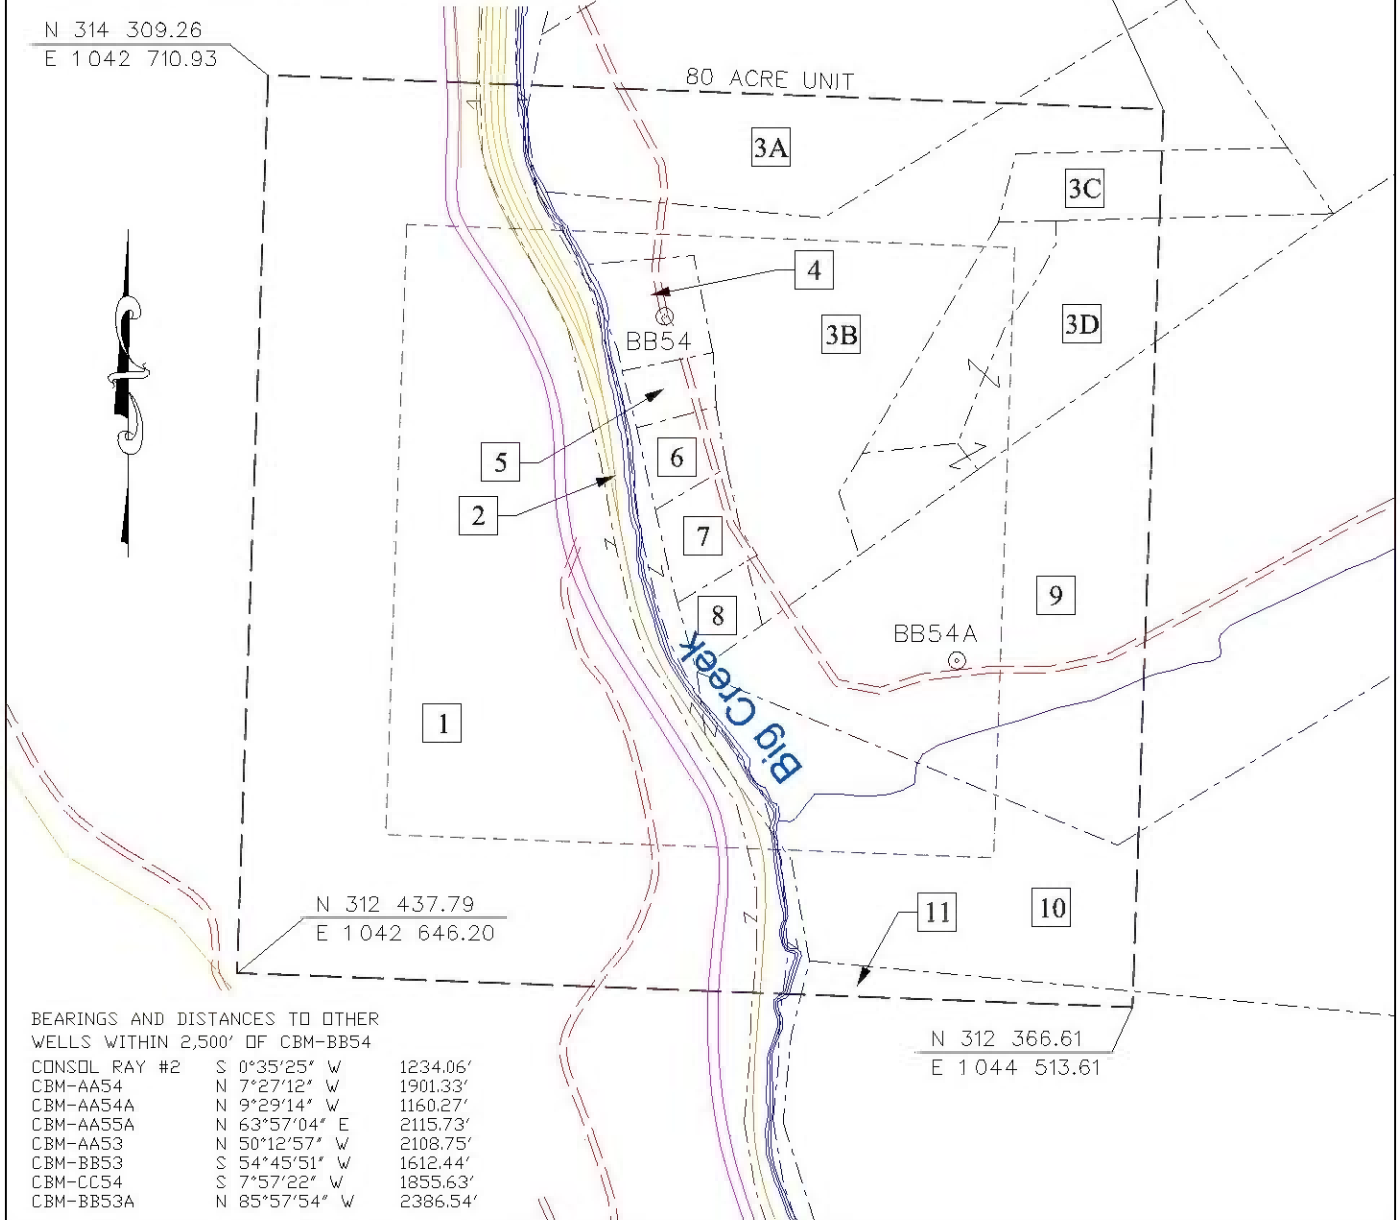 N 314 309.26
E 1 042 710.93
80 ACRE UNIT
3A
3C
4
3B
3D
BB54
5
6
2
7
8
9
BB54A
Big Creek
1
N 312 437.79
E 1 042 646.20
11
10
N 312 366.61
E 1 044 513.61
BEARINGS AND DISTANCES TO OTHER
WELLS WITHIN 2,500' OF CBM-BB54
CONSOL RAY #2 S 0°35'25" W 1234.06'
CBM-AA54 N 7°27'12" W 1901.33'
CBM-AA54A N 9°29'14" W 1160.27'
CBM-AA55A N 63°57'04" E 2115.73'
CBM-AA53 N 50°12'57" W 2108.75'
CBM-BB53 S 54°45'51" W 1612.44'
CBM-CC54 S 7°57'22" W 1855.63'
CBM-BB53A N 85°57'54" W 2386.54'